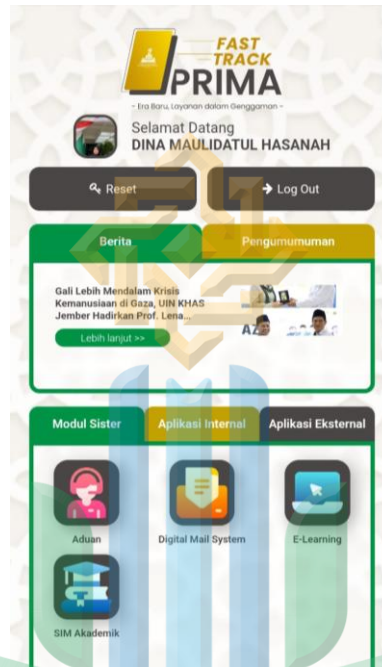 FAST
TRACK
PRIMA
- Era Baru, Layanan dalam Genggaman -
Selamat Datang
DINA MAULIDATUL HASANAH
Reset
Log Out
Berita
Pengumumuman
Gali Lebih Mendalam Krisis
Kemanusiaan di Gaza, UIN KHAS
Jember Hadirkan Prof. Lena...
AZ
Lebih lanjut >>
Modul Sister
Aplikasi Internal
Aplikasi Eksternal
Aduan
Digital Mail System
E-Learning
SIM Akademik